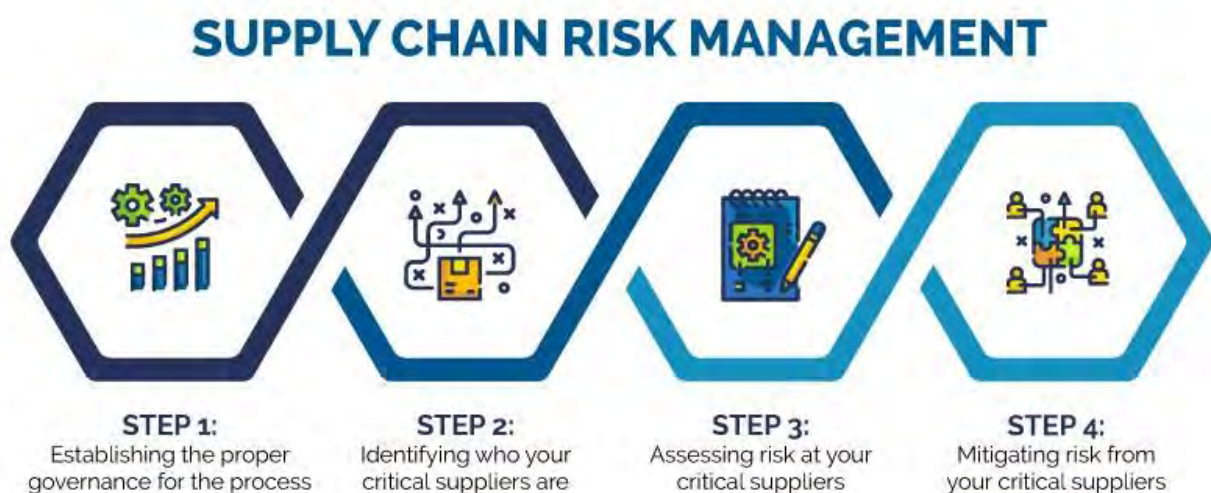 SUPPLY CHAIN RISK MANAGEMENT
STEP 1:
Establishing the proper
governance for the process
STEP 2:
Identifying who your
critical suppliers are
STEP 3:
Assessing risk at your
critical suppliers
STEP 4:
Mitigating risk from
your critical suppliers